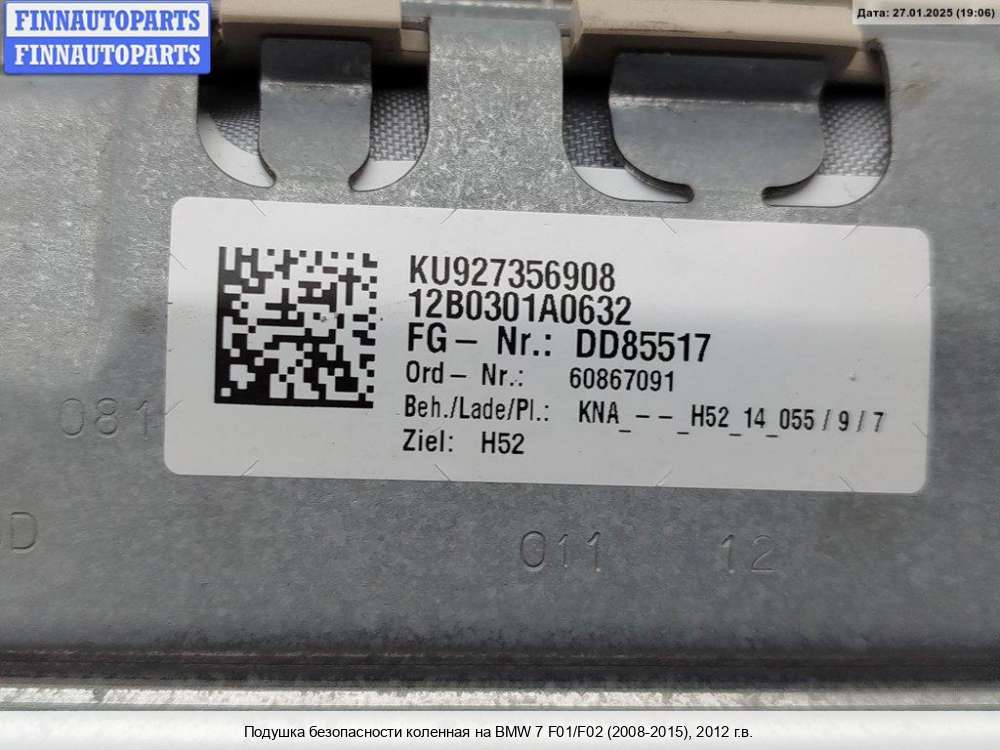 FINNAUTOPARTS
FINNAUTOPARTS
Дата: 27.01.2025 (19:06)
KU927356908
12B0301A0632
FG – Nr.: DD85517
Ord – Nr.: 60867091
Beh./Lade/Pl.: KNA_ – – _H52_14_055 / 9 / 7
Ziel: H52
081
D
011 12
Подушка безопасности коленная на BMW 7 F01/F02 (2008-2015), 2012 г.в.